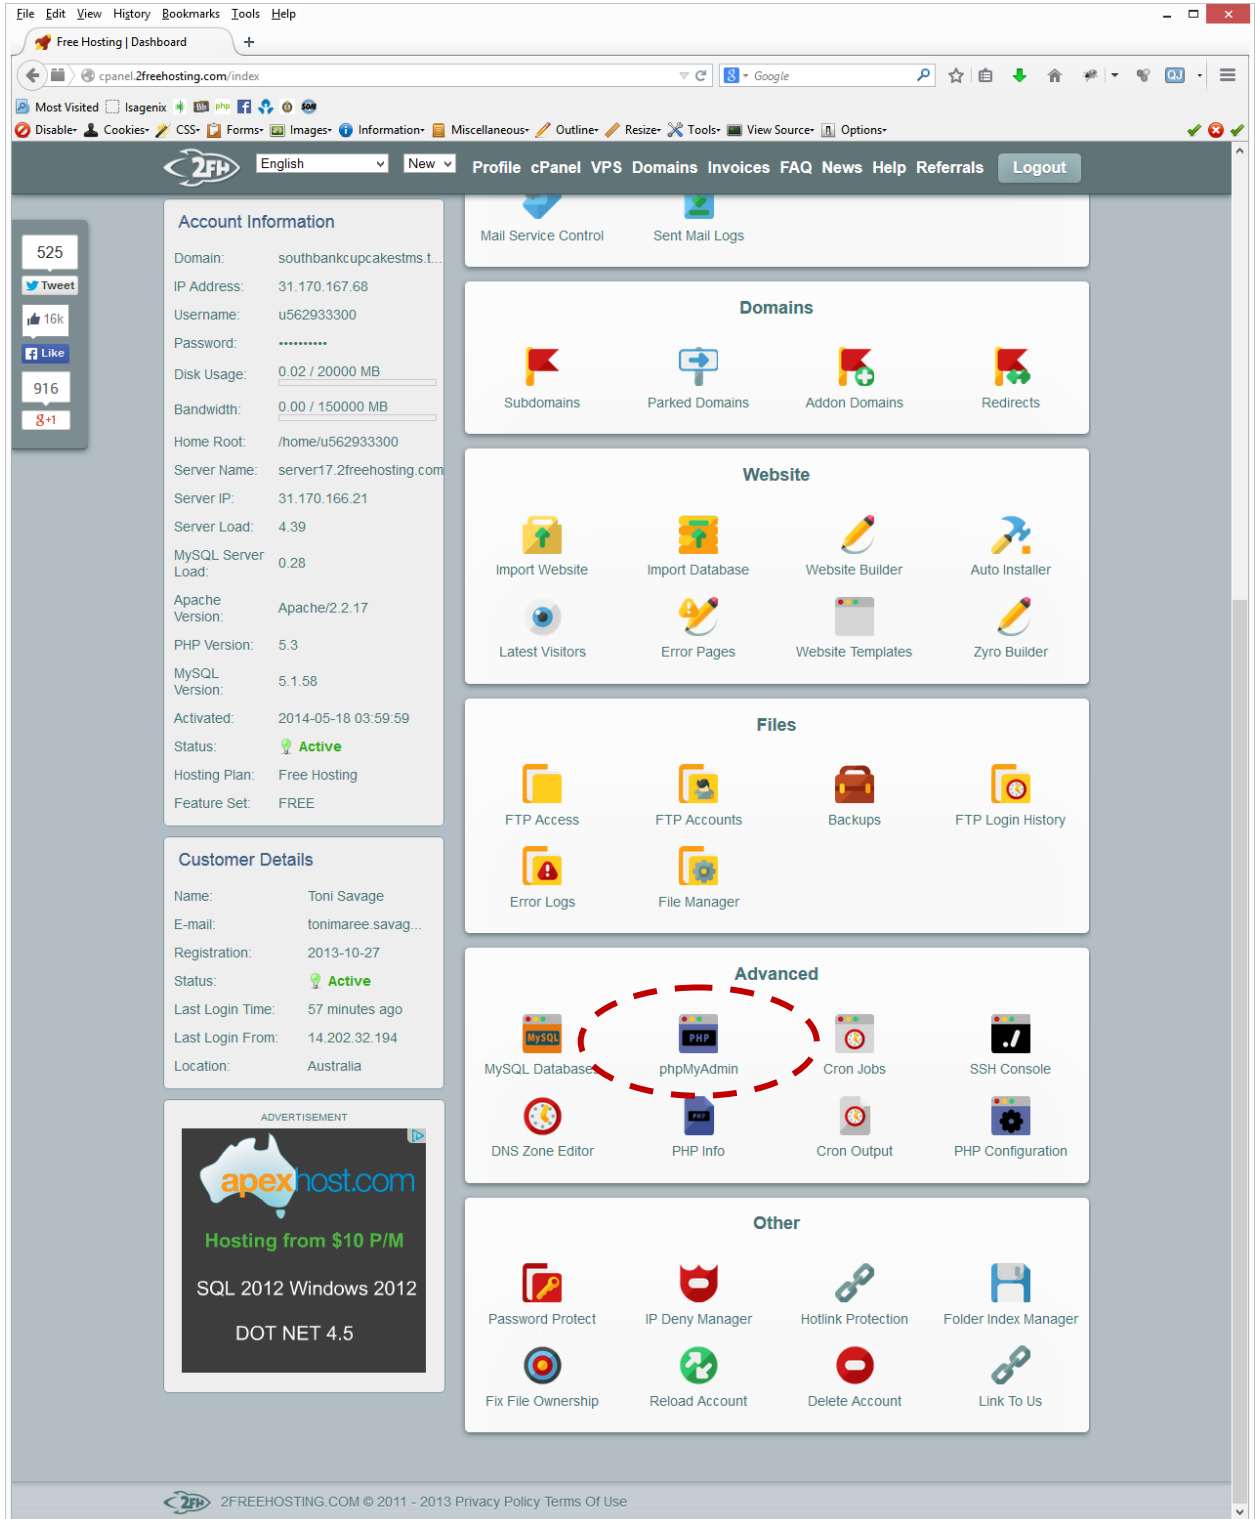 File Edit View History Bookmarks Tools Help
Free Hosting | Dashboard +
cpanel.2freehosting.com/index
8 Google
QJ
Most Visited Isagenix Bb php SON
Disable Cookies CSS Forms Images Information Miscellaneous Outline Resize Tools View Source Options
2FH English New Profile cPanel VPS Domains Invoices FAQ News Help Referrals Logout
525
Tweet
16k
Like
916
g+1
Account Information
Domain: southbankcupcakestms.t...
IP Address: 31.170.167.68
Username: u562933300
Password: ••••••••••
Disk Usage: 0.02 / 20000 MB
Bandwidth: 0.00 / 150000 MB
Home Root: /home/u562933300
Server Name: server17.2freehosting.com
Server IP: 31.170.166.21
Server Load: 4.39
MySQL Server
Load: 0.28
Apache
Version: Apache/2.2.17
PHP Version: 5.3
MySQL
Version: 5.1.58
Activated: 2014-05-18 03:59:59
Status: Active
Hosting Plan: Free Hosting
Feature Set: FREE
Customer Details
Name: Toni Savage
E-mail: tonimaree.savag...
Registration: 2013-10-27
Status: Active
Last Login Time: 57 minutes ago
Last Login From: 14.202.32.194
Location: Australia
ADVERTISEMENT
apexhost.com
Hosting from $10 P/M
SQL 2012 Windows 2012
DOT NET 4.5
Mail Service Control Sent Mail Logs
Domains
Subdomains Parked Domains Addon Domains Redirects
Website
Import Website Import Database Website Builder Auto Installer
Latest Visitors Error Pages Website Templates Zyro Builder
Files
FTP Access FTP Accounts Backups FTP Login History
Error Logs File Manager
Advanced
MySQL PHP
MySQL Databases phpMyAdmin Cron Jobs SSH Console
PHP
DNS Zone Editor PHP Info Cron Output PHP Configuration
Other
Password Protect IP Deny Manager Hotlink Protection Folder Index Manager
Fix File Ownership Reload Account Delete Account Link To Us
2FH 2FREEHOSTING.COM © 2011 - 2013 Privacy Policy Terms Of Use